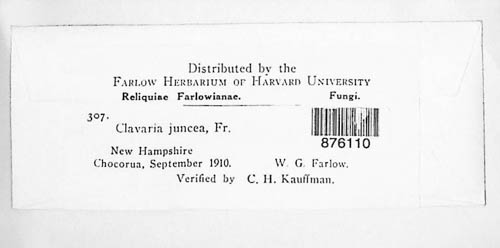 Distributed by the
FARLOW HERBARIUM OF HARVARD UNIVERSITY
Reliquiae Farlowianae. Fungi.
307.
Clavaria juncea, Fr.
876110
New Hampshire
Chocorua, September 1910. W. G. Farlow.
Verified by C. H. Kauffman.